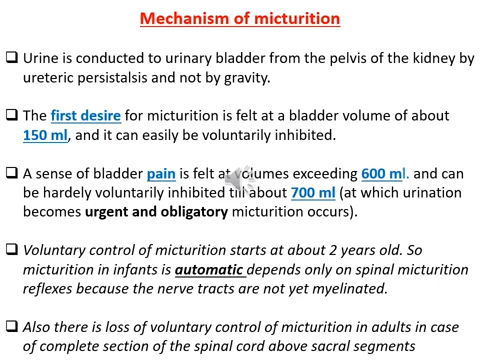 Mechanism of micturition
❑ Urine is conducted to urinary bladder from the pelvis of the kidney by
ureteric persistalsis and not by gravity.
❑ The first desire for micturition is felt at a bladder volume of about
150 ml, and it can easily be voluntarily inhibited.
❑ A sense of bladder pain is felt at volumes exceeding 600 ml. and can
be hardely voluntarily inhibited till about 700 ml (at which urination
becomes urgent and obligatory micturition occurs).
❑ Voluntary control of micturition starts at about 2 years old. So
micturition in infants is automatic depends only on spinal micturition
reflexes because the nerve tracts are not yet myelinated.
❑ Also there is loss of voluntary control of micturition in adults in case
of complete section of the spinal cord above sacral segments